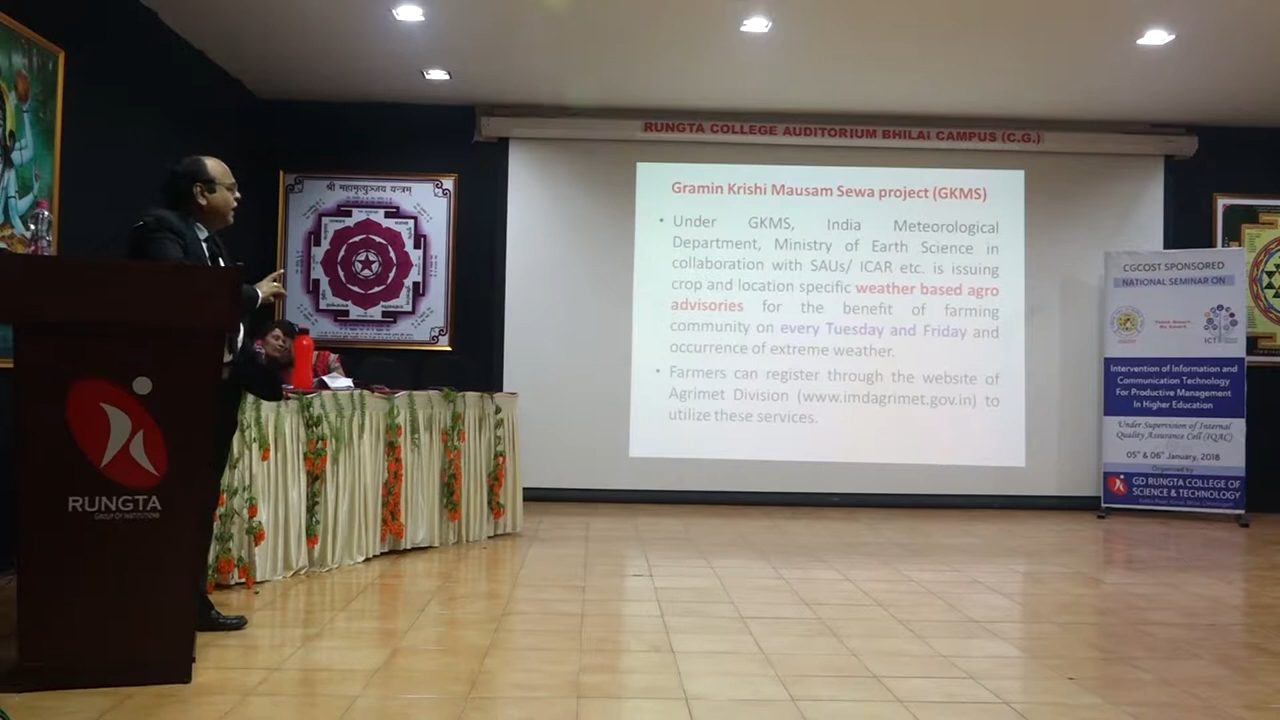 RUNGTA COLLEGE AUDITORIUM BHILAI CAMPUS (C.G.)
श्री महामृत्युञ्जय यन्त्रम्
Gramin Krishi Mausam Sewa project (GKMS)
• Under GKMS, India Meteorological
Department, Ministry of Earth Science in
collaboration with SAUs/ ICAR etc. is issuing
crop and location specific weather based agro
advisories for the benefit of farming
community on every Tuesday and Friday and
occurrence of extreme weather.
• Farmers can register through the website of
Agrimet Division (www.imdagrimet.gov.in) to
utilize these services.
CGCOST SPONSORED
NATIONAL SEMINAR ON
ICT
Intervention of Information and
Communication Technology
For Productive Management
In Higher Education
Under Supervision of Internal
Quality Assurance Cell (IQAC)
05th & 06th January, 2018
Organized by
GD RUNGTA COLLEGE OF
SCIENCE & TECHNOLOGY
RUNGTA
GROUP OF INSTITUTIONS